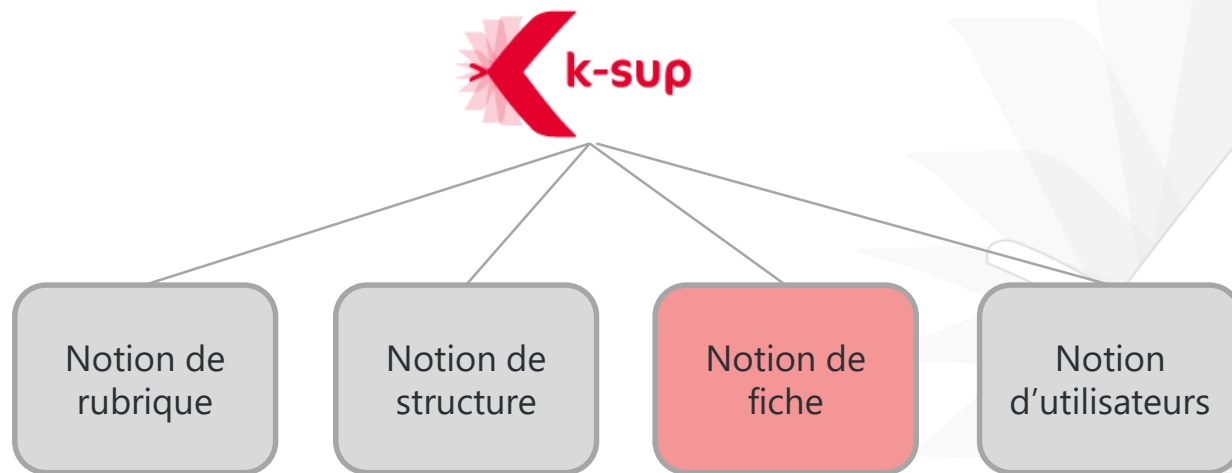 k-sup
Notion de
rubrique
Notion de
structure
Notion de
fiche
Notion
d’utilisateurs